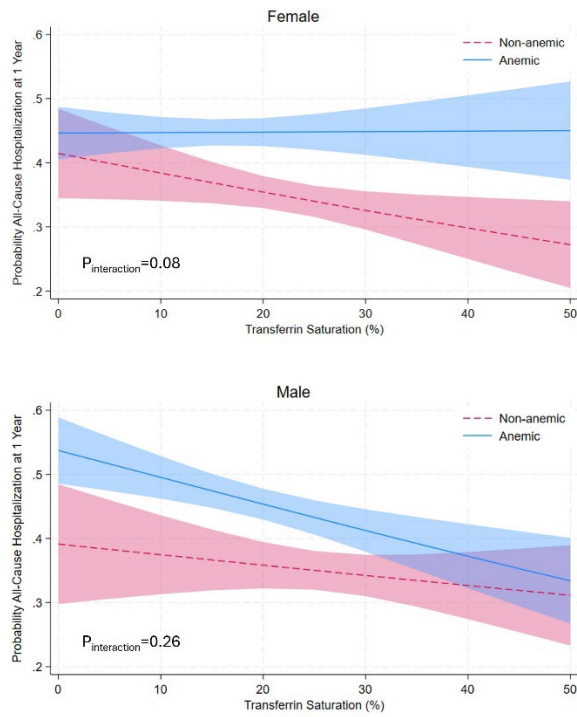 Female
Probability All-Cause Hospitalization at 1 Year
.6
.5
.4
.3
.2
Non-anemic
Anemic
Pinteraction=0.08
0 10 20 30 40 50
Transferrin Saturation (%)
Male
Probability All-Cause Hospitalization at 1 Year
.6
.5
.4
.3
.2
Non-anemic
Anemic
Pinteraction=0.26
0 10 20 30 40 50
Transferrin Saturation (%)